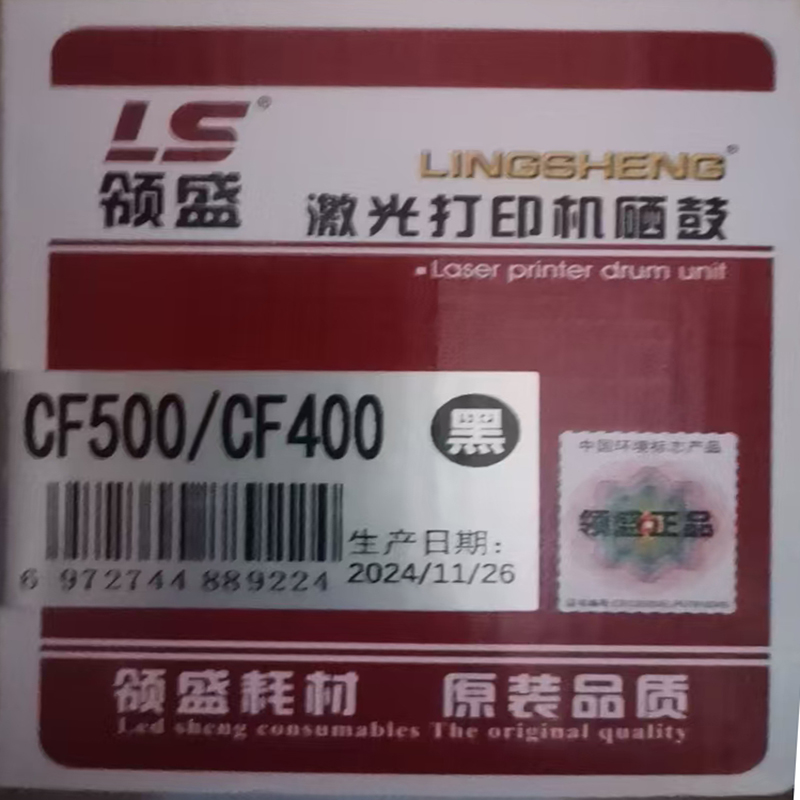 LS®
领盛
LINGSHENG®
激光打印机硒鼓
Laser printer drum unit
CF500/CF400
黑
6 972744 889224
生产日期:
2024/11/26
中国环境标志产品
领盛正品
领盛耗材 原装品质
Led sheng consumables The original quality